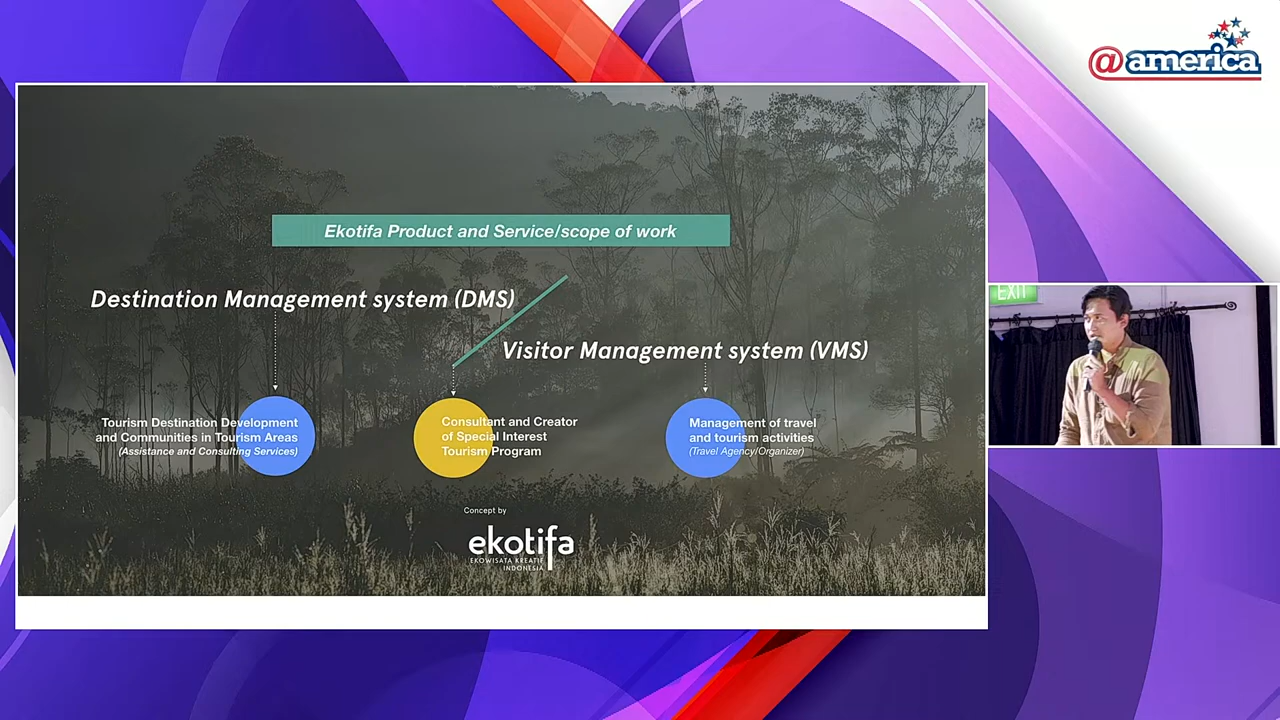 @america
Ekotifa Product and Service/scope of work
Destination Management system (DMS)
Visitor Management system (VMS)
Tourism Destination Development
and Communities in Tourism Areas
(Assistance and Consulting Services)
Consultant and Creator
of Special Interest
Tourism Program
Management of travel
and tourism activities
(Travel Agency/Organizer)
Concept by
ekotifa
EKOWISATA KREATIF
INDONESIA
EXIT